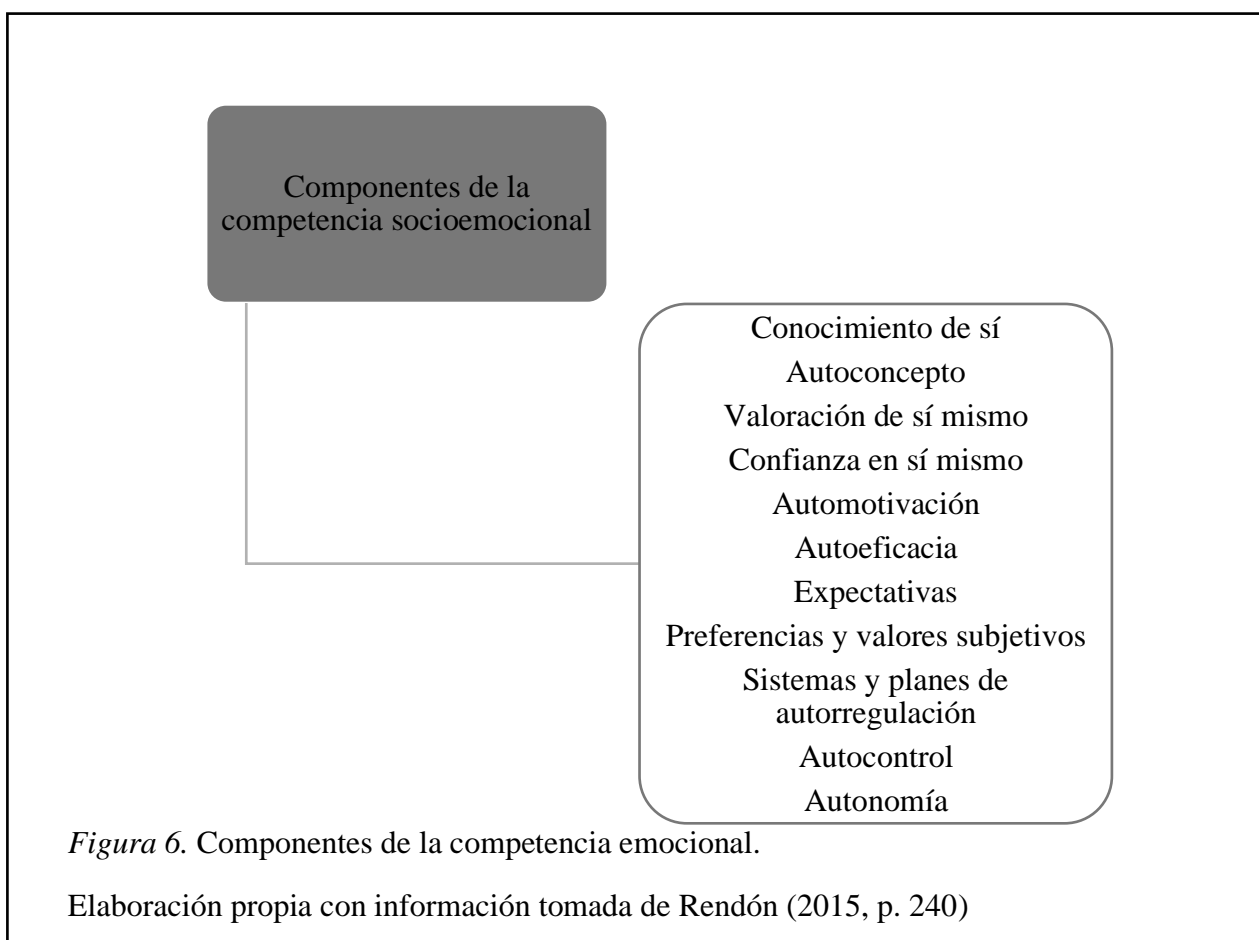 Componentes de la
competencia socioemocional
Conocimiento de sí
Autoconcepto
Valoración de sí mismo
Confianza en sí mismo
Automotivación
Autoeficacia
Expectativas
Preferencias y valores subjetivos
Sistemas y planes de
autorregulación
Autocontrol
Autonomía
Figura 6. Componentes de la competencia emocional.
Elaboración propia con información tomada de Rendón (2015, p. 240)